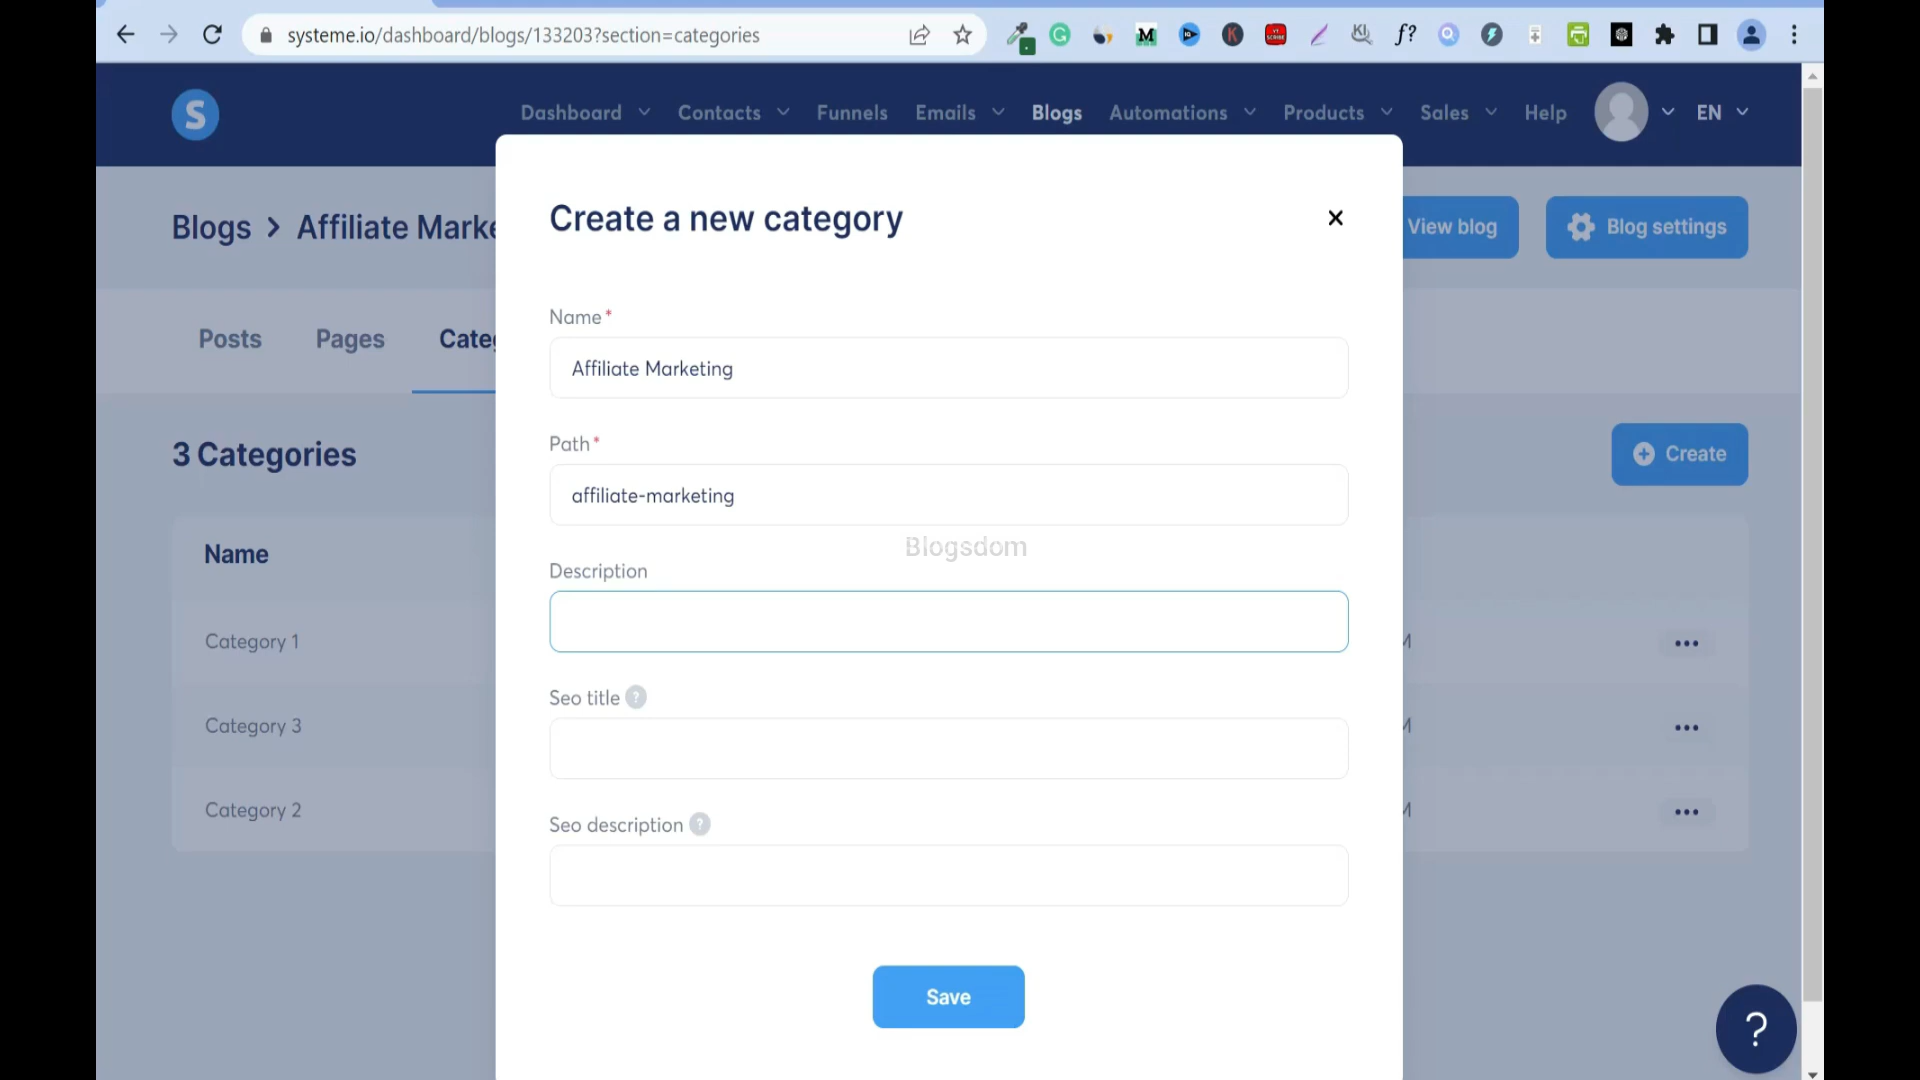 systeme.io/dashboard/blogs/133203?section=categories
S
Dashboard Contacts Funnels Emails Blogs Automations Products Sales Help EN
Blogs > Affiliate Marke
Create a new category
View blog
Blog settings
Posts Pages Categ
Name*
Affiliate Marketing
Path*
affiliate-marketing
3 Categories
Create
Blogsdom
Name
Description
Category 1
Seo title ?
Category 3
Category 2
Seo description ?
Save
?